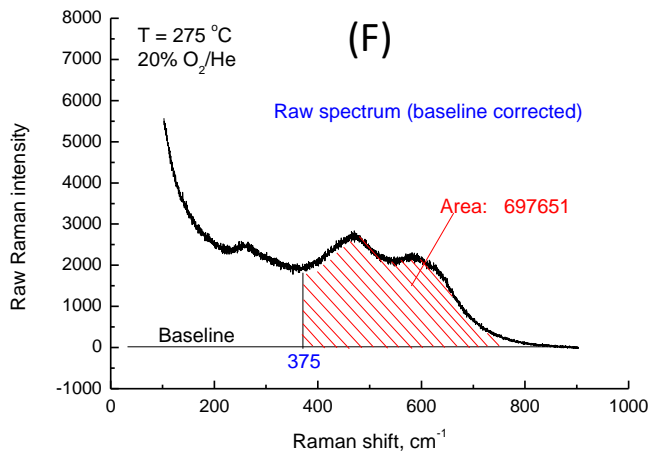 (F)
T = 275 °C
20% O₂/He
Raw spectrum (baseline corrected)
Area: 697651
Baseline
375
8000
7000
6000
5000
4000
3000
2000
1000
0
-1000
0
200
400
600
800
1000
Raw Raman intensity
Raman shift, cm⁻¹